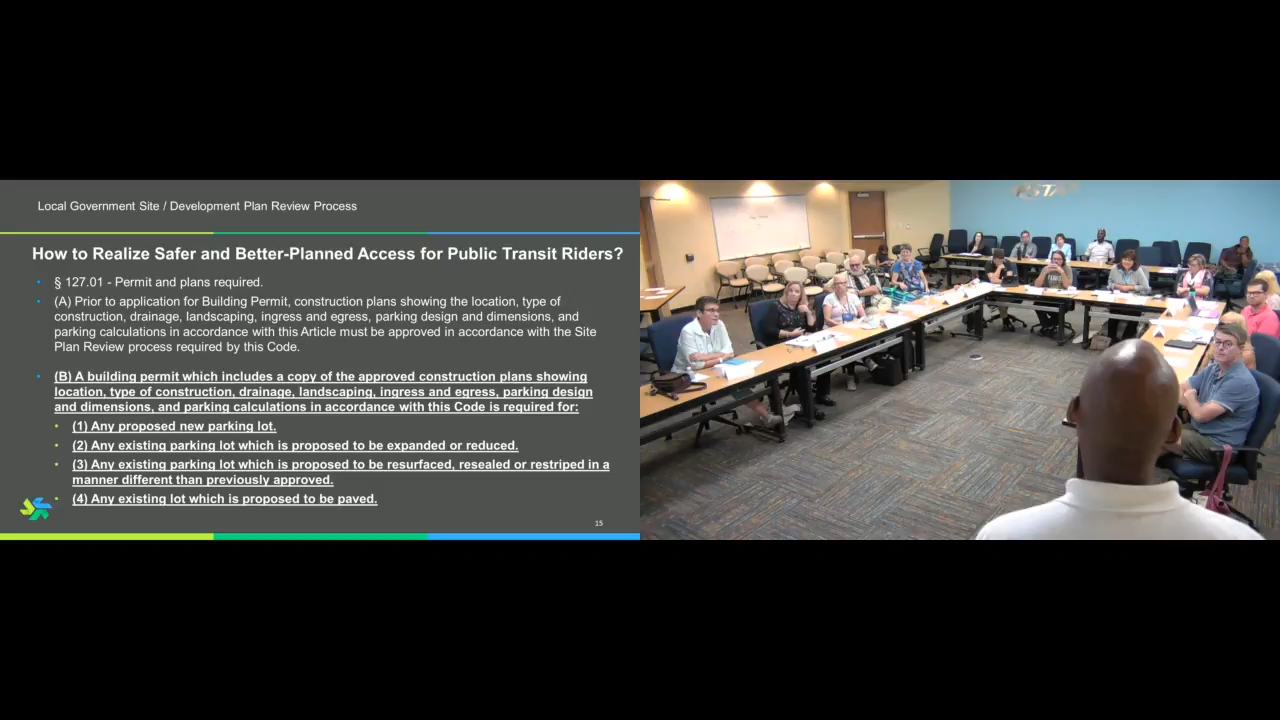 Local Government Site / Development Plan Review Process
How to Realize Safer and Better-Planned Access for Public Transit Riders?
• § 127.01 - Permit and plans required.
• (A) Prior to application for Building Permit, construction plans showing the location, type of
construction, drainage, landscaping, ingress and egress, parking design and dimensions, and
parking calculations in accordance with this Article must be approved in accordance with the Site
Plan Review process required by this Code.
• (B) A building permit which includes a copy of the approved construction plans showing
location, type of construction, drainage, landscaping, ingress and egress, parking design
and dimensions, and parking calculations in accordance with this Code is required for:
• (1) Any proposed new parking lot.
• (2) Any existing parking lot which is proposed to be expanded or reduced.
• (3) Any existing parking lot which is proposed to be resurfaced, resealed or restriped in a
manner different than previously approved.
• (4) Any existing lot which is proposed to be paved.
15